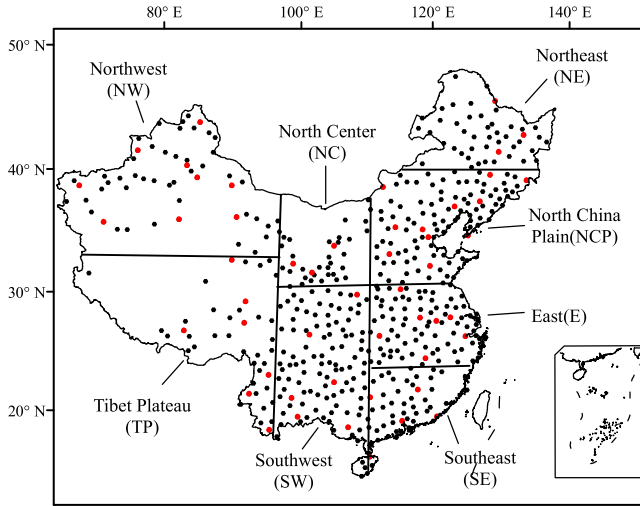 80° E
100° E
120° E
140° E
50° N
40° N
30° N
20° N
Northwest
(NW)
North Center
(NC)
Northeast
(NE)
North China
Plain(NCP)
East(E)
Tibet Plateau
(TP)
Southwest
(SW)
Southeast
(SE)